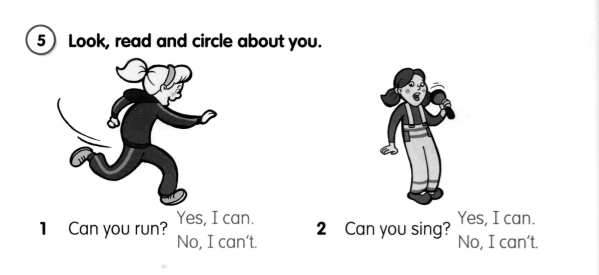 5 Look, read and circle about you.
1 Can you run? Yes, I can.
No, I can't.
2 Can you sing? Yes, I can.
No, I can't.